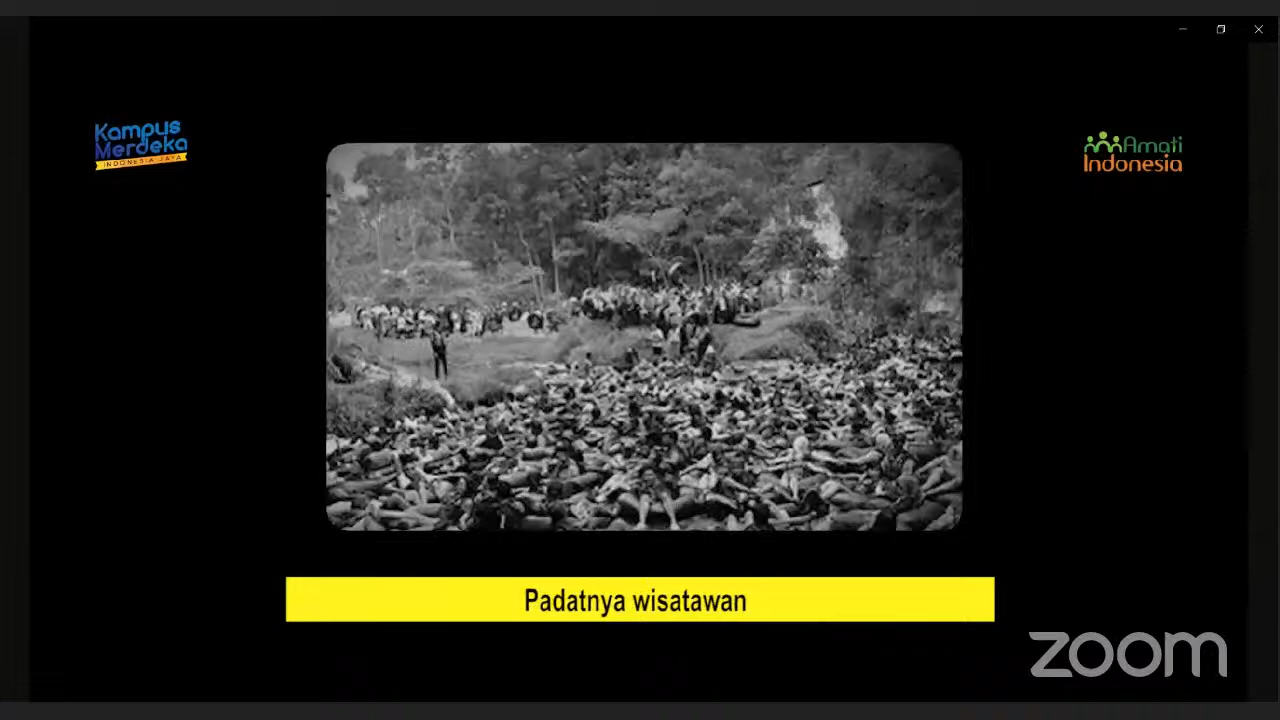 Kampus
Merdeka
INDONESIA JAYA
Amati
Indonesia
Padatnya wisatawan
zoom